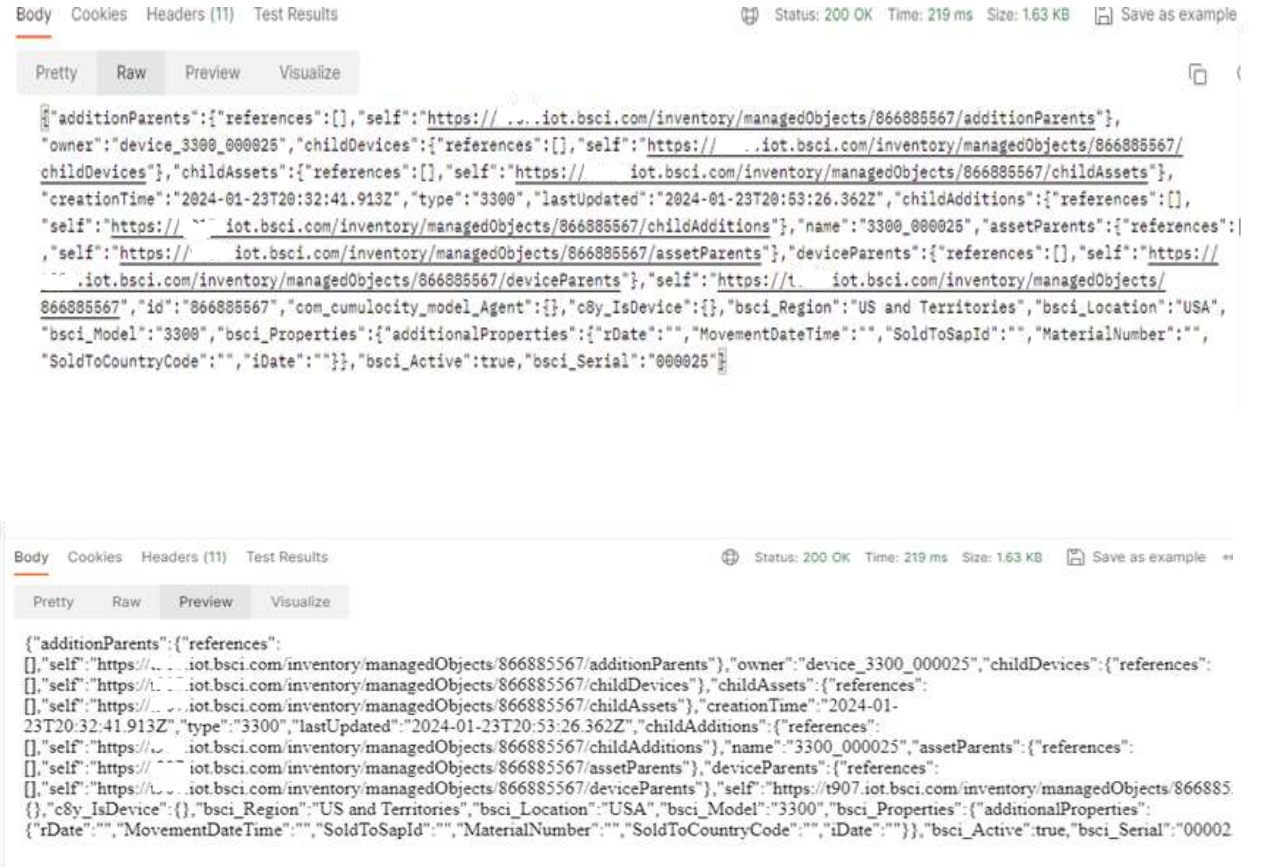 Body Cookies Headers (11) Test Results Status: 200 OK Time: 219 ms Size: 1.63 KB Save as example
Pretty Raw Preview Visualize
{"additionParents":{"references":[],"self":"https:// iot.bsci.com/inventory/managedObjects/866885567/additionParents"},
"owner":"device_3300_000025","childDevices":{"references":[],"self":"https:// .iot.bsci.com/inventory/managedObjects/866885567/
childDevices"},"childAssets":{"references":[],"self":"https:// iot.bsci.com/inventory/managedObjects/866885567/childAssets"},
"creationTime":"2024-01-23T20:32:41.913Z","type":"3300","lastUpdated":"2024-01-23T20:53:26.362Z","childAdditions":{"references":[],
"self":"https:// iot.bsci.com/inventory/managedObjects/866885567/childAdditions"},"name":"3300_000025","assetParents":{"references":[
,"self":"https:// iot.bsci.com/inventory/managedObjects/866885567/assetParents"},"deviceParents":{"references":[],"self":"https://
.iot.bsci.com/inventory/managedObjects/866885567/deviceParents"},"self":"https://t. iot.bsci.com/inventory/managedObjects/
866885567","id":"866885567","com_cumulocity_model_Agent":{},"c8y_IsDevice":{},"bsci_Region":"US and Territories","bsci_Location":"USA",
"bsci_Model":"3300","bsci_Properties":{"additionalProperties":{"rDate":"","MovementDateTime":"","SoldToSapId":"","MaterialNumber":"",
"SoldToCountryCode":"","iDate":""}},"bsci_Active":true,"bsci_Serial":"000025"}
Body Cookies Headers (11) Test Results Status: 200 OK Time: 219 ms Size: 1.63 KB Save as example
Pretty Raw Preview Visualize
{"additionParents":{"references":
[],"self":"https:// .iot.bsci.com/inventory/managedObjects/866885567/additionParents"},"owner":"device_3300_000025","childDevices":{"references":
[],"self":"https:// .iot.bsci.com/inventory/managedObjects/866885567/childDevices"},"childAssets":{"references":
[],"self":"https:// .iot.bsci.com/inventory/managedObjects/866885567/childAssets"},"creationTime":"2024-01-
23T20:32:41.913Z","type":"3300","lastUpdated":"2024-01-23T20:53:26.362Z","childAdditions":{"references":
[],"self":"https:// .iot.bsci.com/inventory/managedObjects/866885567/childAdditions"},"name":"3300_000025","assetParents":{"references":
[],"self":"https:// iot.bsci.com/inventory/managedObjects/866885567/assetParents"},"deviceParents":{"references":
[],"self":"https:// .iot.bsci.com/inventory/managedObjects/866885567/deviceParents"},"self":"https://t907.iot.bsci.com/inventory/managedObjects/866885
{},"c8y_IsDevice":{},"bsci_Region":"US and Territories","bsci_Location":"USA","bsci_Model":"3300","bsci_Properties":{"additionalProperties":
{"rDate":"","MovementDateTime":"","SoldToSapId":"","MaterialNumber":"","SoldToCountryCode":"","iDate":""}},"bsci_Active":true,"bsci_Serial":"00002